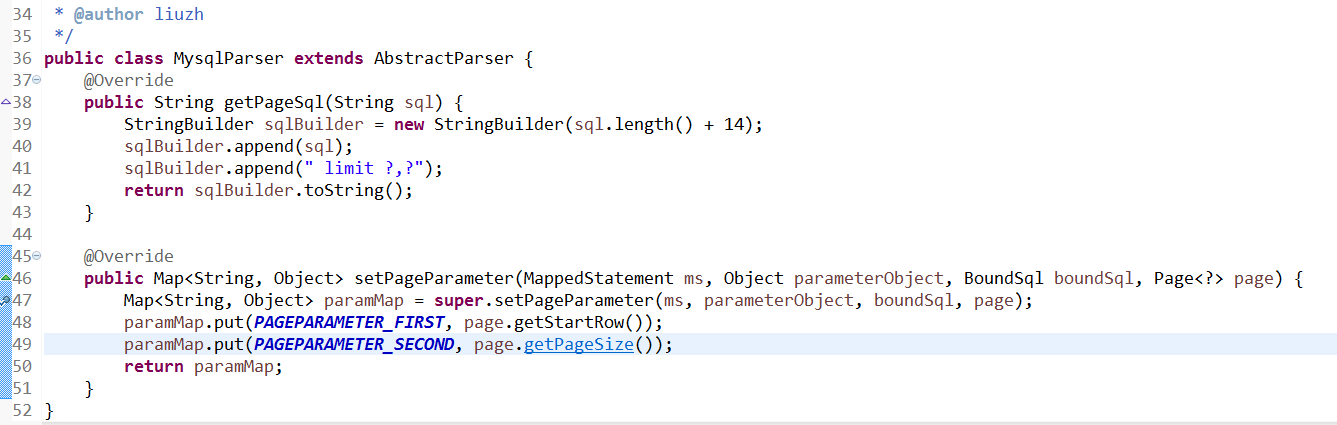 34 * @author liuzh
35 */
36 public class MysqlParser extends AbstractParser {
37 @Override
38 public String getPageSql(String sql) {
39 StringBuilder sqlBuilder = new StringBuilder(sql.length() + 14);
40 sqlBuilder.append(sql);
41 sqlBuilder.append(" limit ?,?");
42 return sqlBuilder.toString();
43 }
44
45 @Override
46 public Map<String, Object> setPageParameter(MappedStatement ms, Object parameterObject, BoundSql boundSql, Page<?> page) {
47 Map<String, Object> paramMap = super.setPageParameter(ms, parameterObject, boundSql, page);
48 paramMap.put(PAGEPARAMETER_FIRST, page.getStartRow());
49 paramMap.put(PAGEPARAMETER_SECOND, page.getPageSize());
50 return paramMap;
51 }
52 }